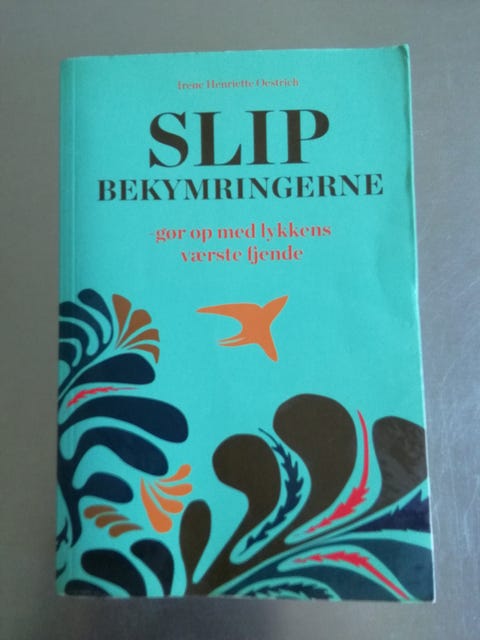 Irene Henriette Oestrich
SLIP
BEKYMRINGERNE
-gør op med lykkens
værste fjende